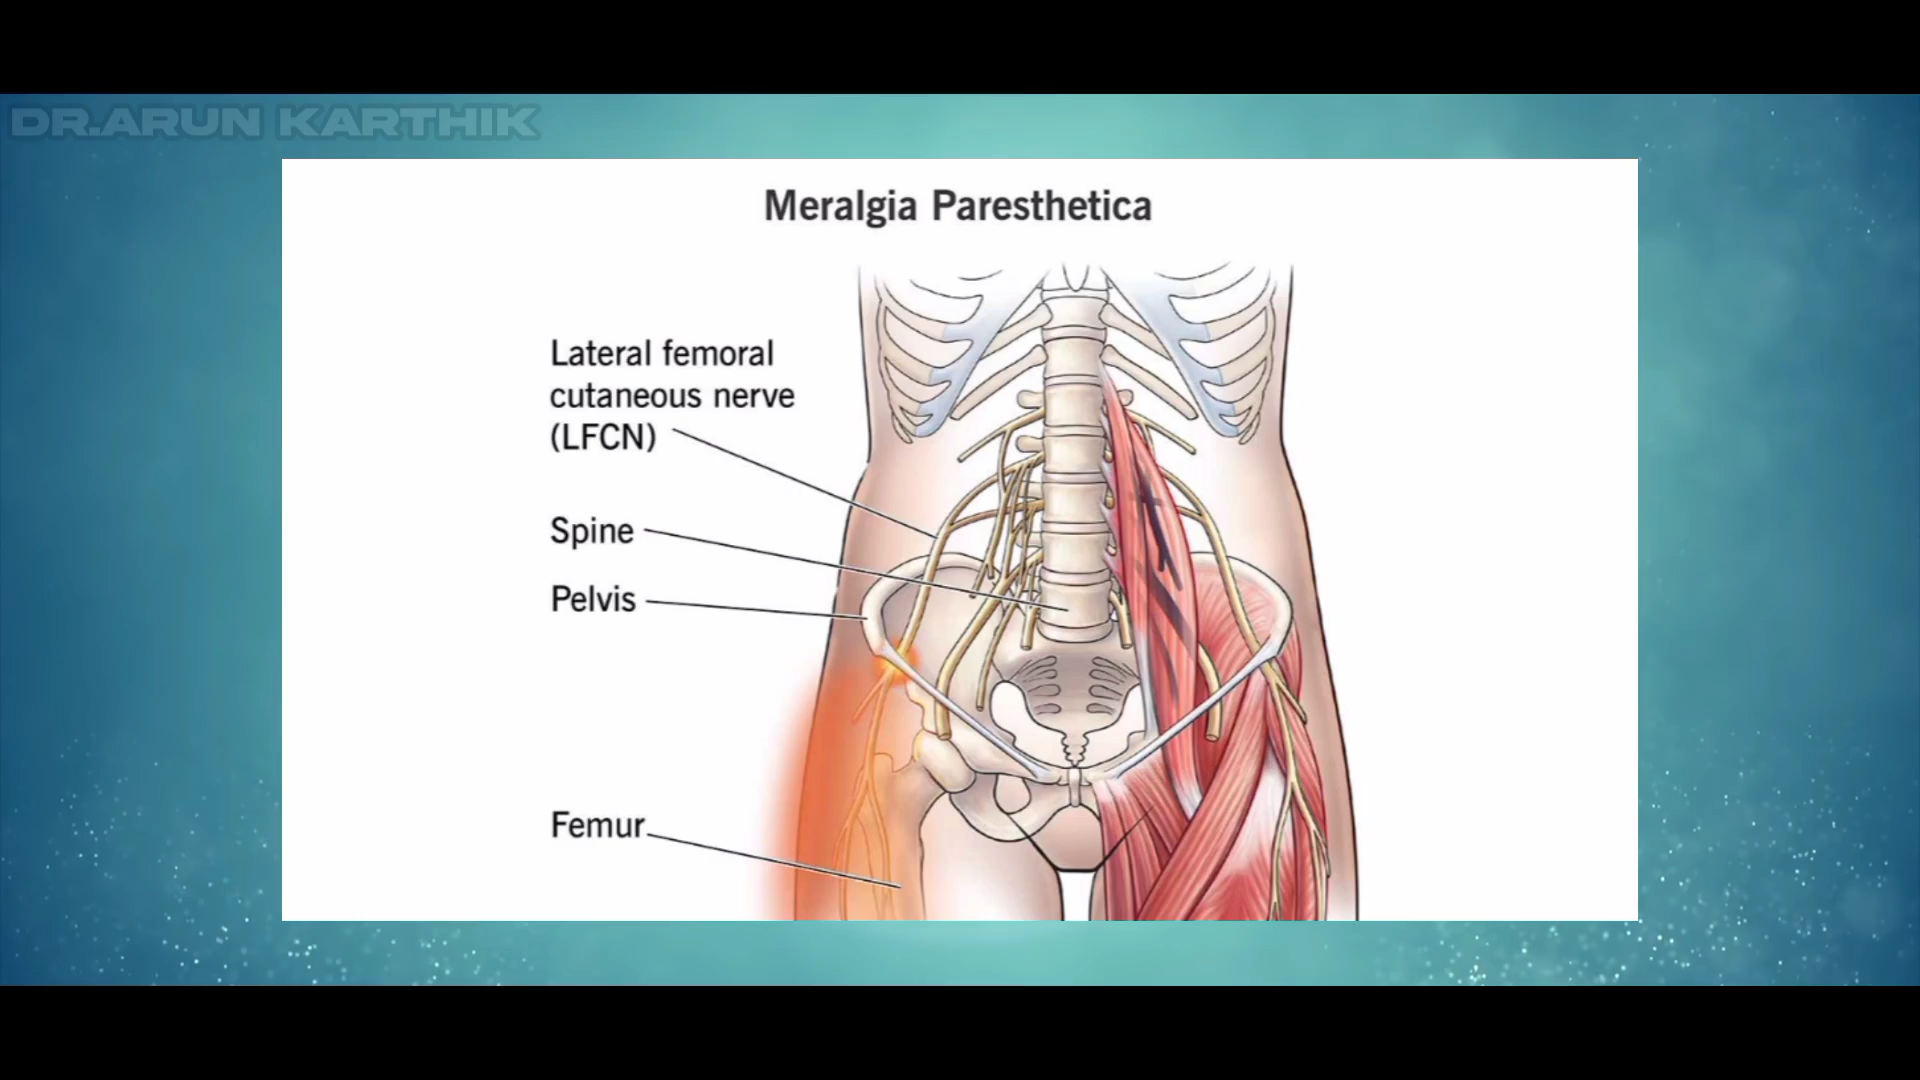 DR.ARUN KARTHIK
Meralgia Paresthetica
Lateral femoral
cutaneous nerve
(LFCN)
Spine
Pelvis
Femur